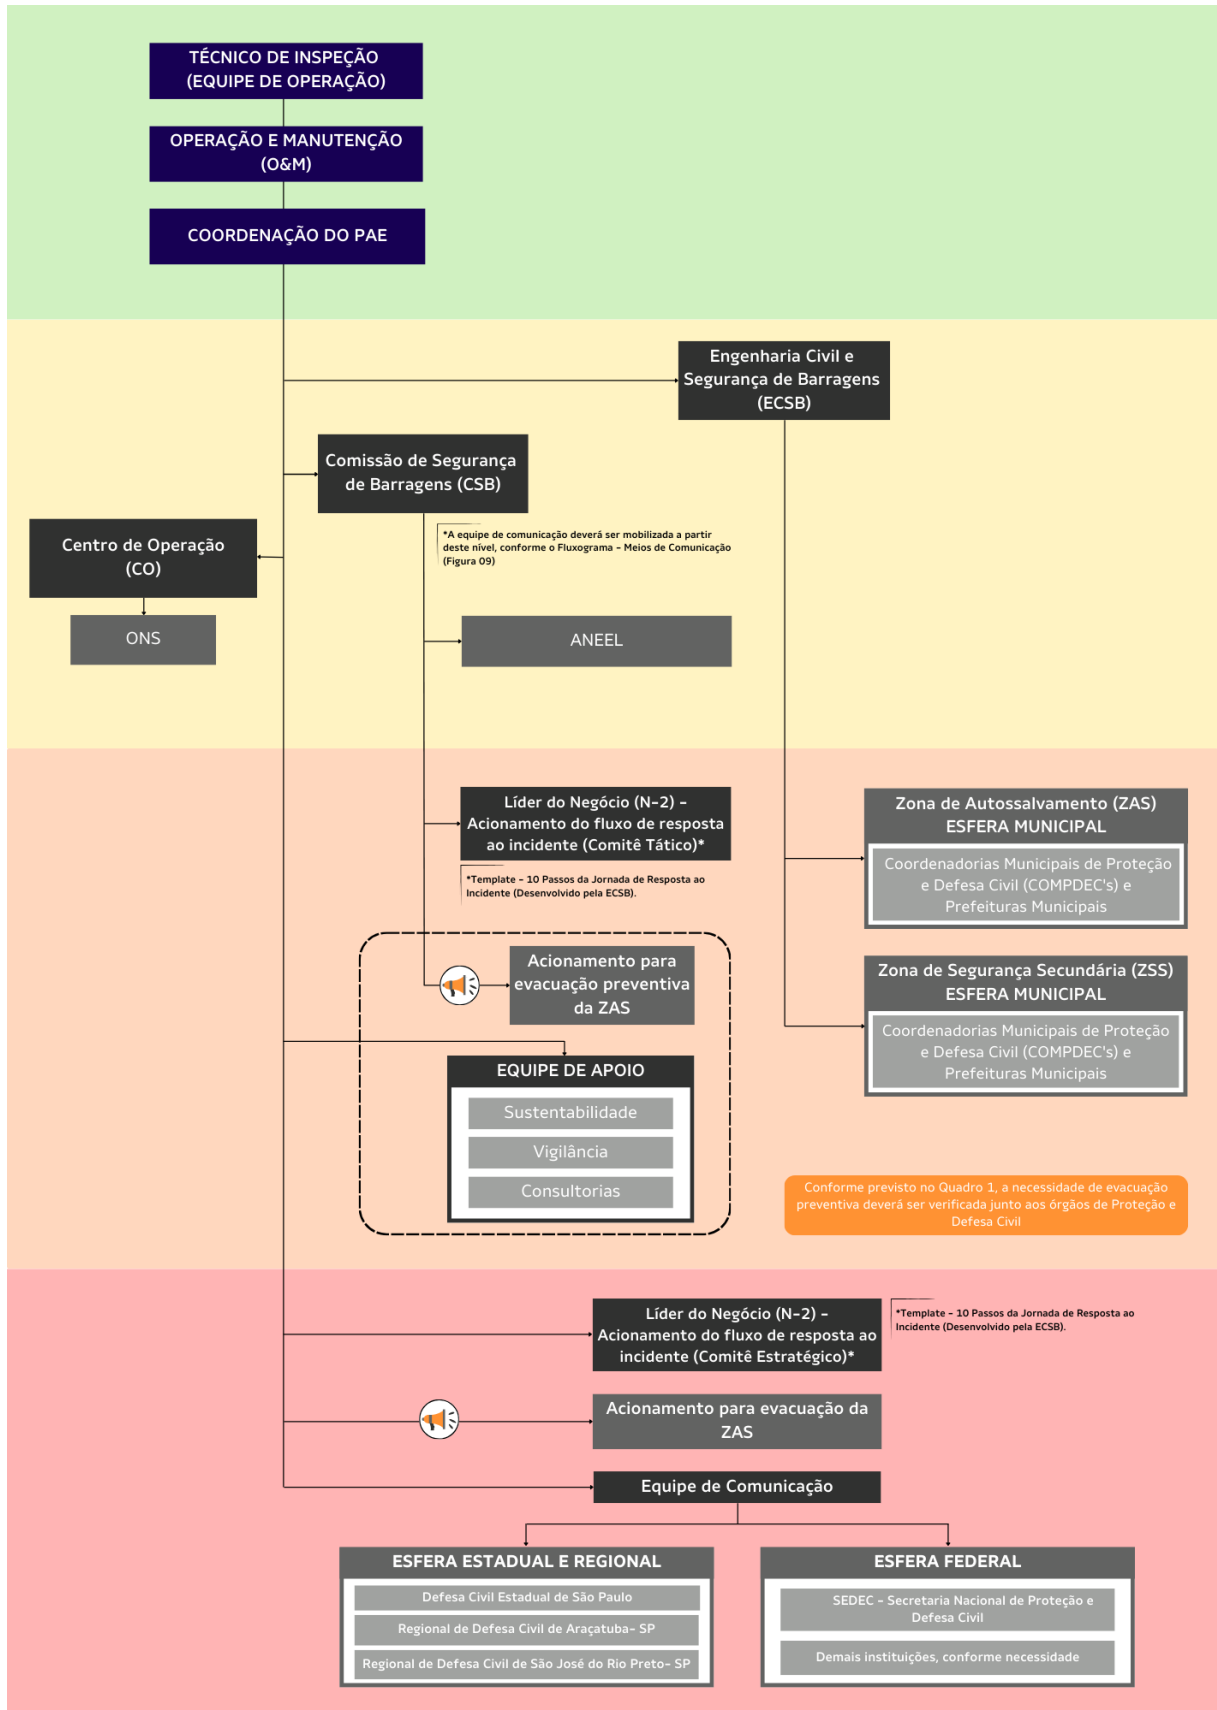 TÉCNICO DE INSPEÇÃO
(EQUIPE DE OPERAÇÃO)
OPERAÇÃO E MANUTENÇÃO
(O&M)
COORDENAÇÃO DO PAE
Engenharia Civil e
Segurança de Barragens
(ECSB)
Comissão de Segurança
de Barragens (CSB)
*A equipe de comunicação deverá ser mobilizada a partir
deste nível, conforme o Fluxograma - Meios de Comunicação
(Figura 09)
Centro de Operação
(CO)
ONS
ANEEL
Líder do Negócio (N-2) -
Acionamento do fluxo de resposta
ao incidente (Comitê Tático)*
*Template - 10 Passos da Jornada de Resposta ao
Incidente (Desenvolvido pela ECSB).
Zona de Autossalvamento (ZAS)
ESFERA MUNICIPAL
Coordenadorias Municipais de Proteção
e Defesa Civil (COMPDEC's) e
Prefeituras Municipais
Acionamento para
evacuação preventiva
da ZAS
Zona de Segurança Secundária (ZSS)
ESFERA MUNICIPAL
Coordenadorias Municipais de Proteção
e Defesa Civil (COMPDEC's) e
Prefeituras Municipais
EQUIPE DE APOIO
Sustentabilidade
Vigilância
Consultorias
Conforme previsto no Quadro 1, a necessidade de evacuação
preventiva deverá ser verificada junto aos órgãos de Proteção e
Defesa Civil
Líder do Negócio (N-2) -
Acionamento do fluxo de resposta ao
incidente (Comitê Estratégico)*
*Template - 10 Passos da Jornada de Resposta ao
Incidente (Desenvolvido pela ECSB).
Acionamento para evacuação da
ZAS
Equipe de Comunicação
ESFERA ESTADUAL E REGIONAL
Defesa Civil Estadual de São Paulo
Regional de Defesa Civil de Araçatuba- SP
Regional de Defesa Civil de São José do Rio Preto- SP
ESFERA FEDERAL
SEDEC - Secretaria Nacional de Proteção e
Defesa Civil
Demais instituições, conforme necessidade